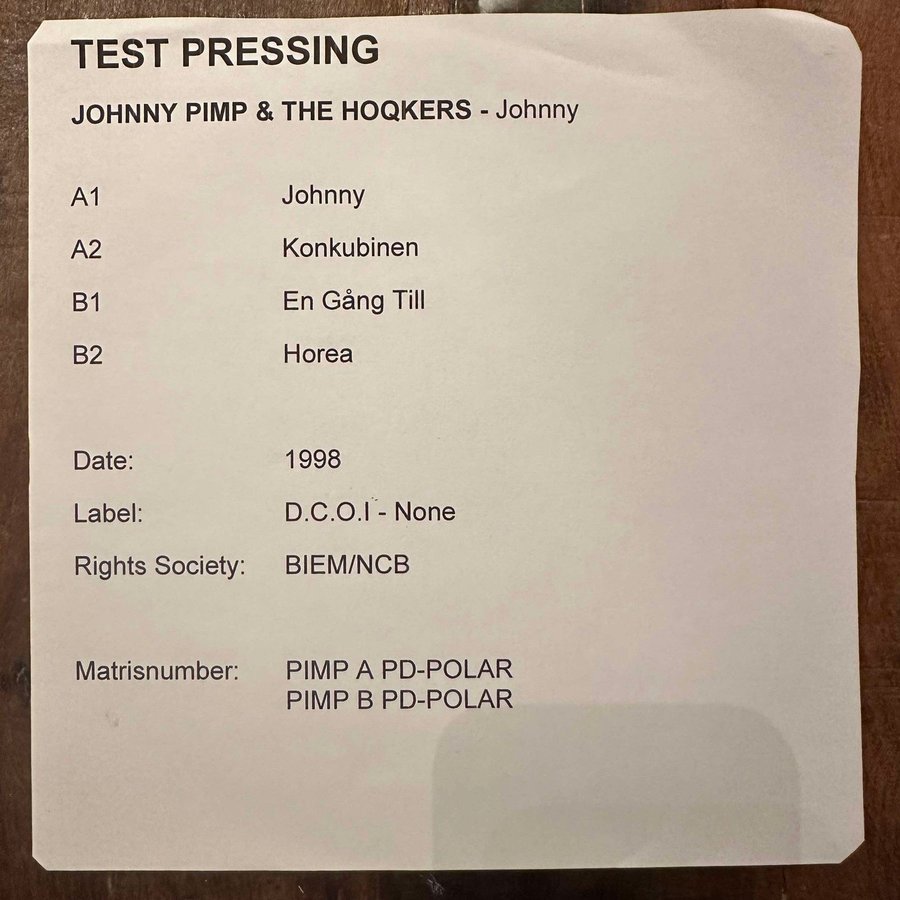 TEST PRESSING
JOHNNY PIMP & THE HOQKERS - Johnny
A1 Johnny
A2 Konkubinen
B1 En Gång Till
B2 Horea
Date: 1998
Label: D.C.O.I - None
Rights Society: BIEM/NCB
Matrisnumber: PIMP A PD-POLAR
PIMP B PD-POLAR